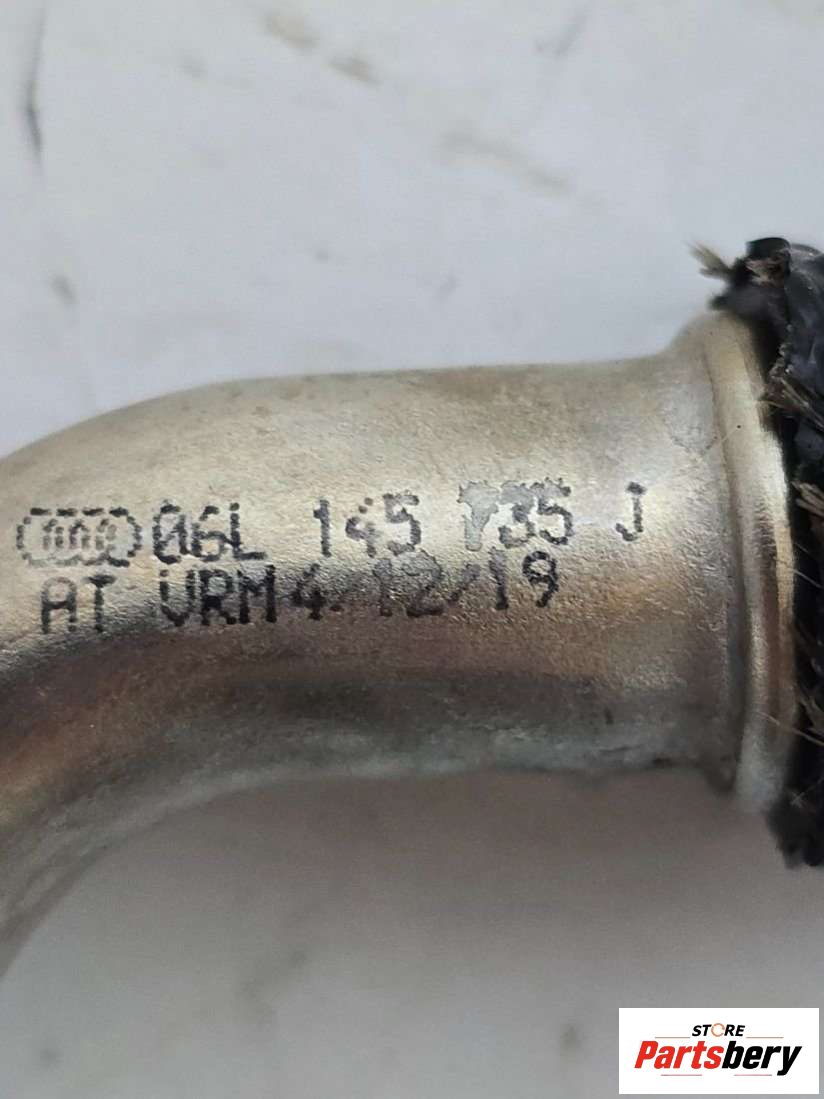 06L 145 735 J
AT VRM 4 12/19
STORE
Partsbery